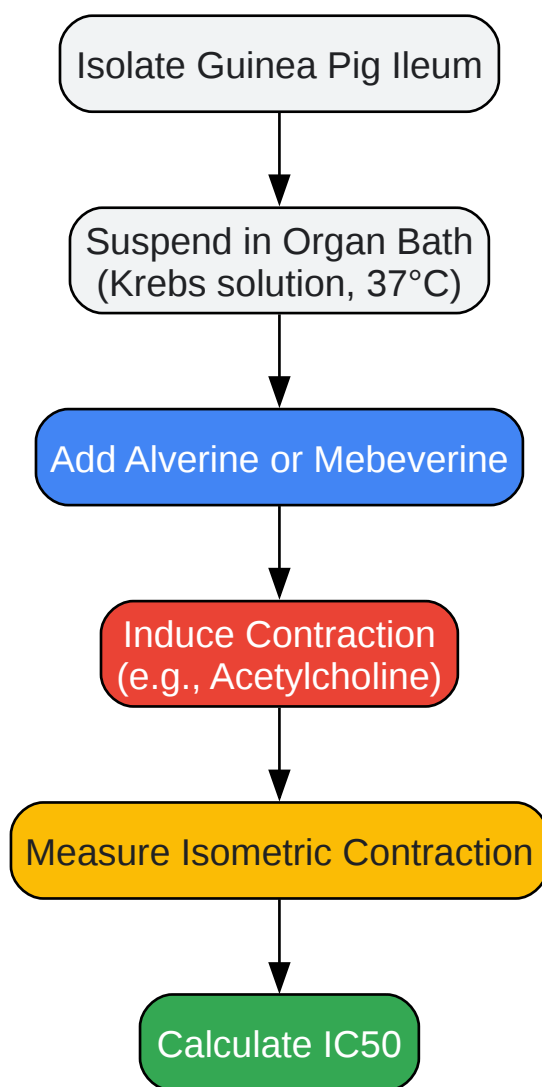 Isolate Guinea Pig Ileum
Suspend in Organ Bath
(Krebs solution, 37°C)
Add Alverine or Mebeverine
Induce Contraction
(e.g., Acetylcholine)
Measure Isometric Contraction
Calculate IC50